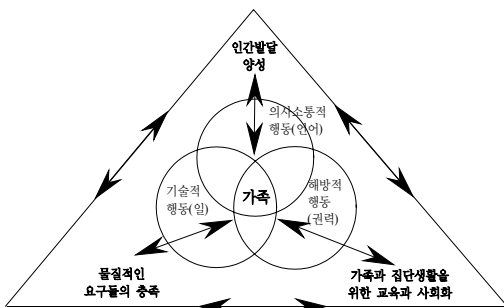 인간발달
양성
의사소통적
행동(언어)
기술적
행동(일)
가족
해방적
행동
(권력)
물질적인
요구들의 충족
가족과 집단생활을
위한 교육과 사회화